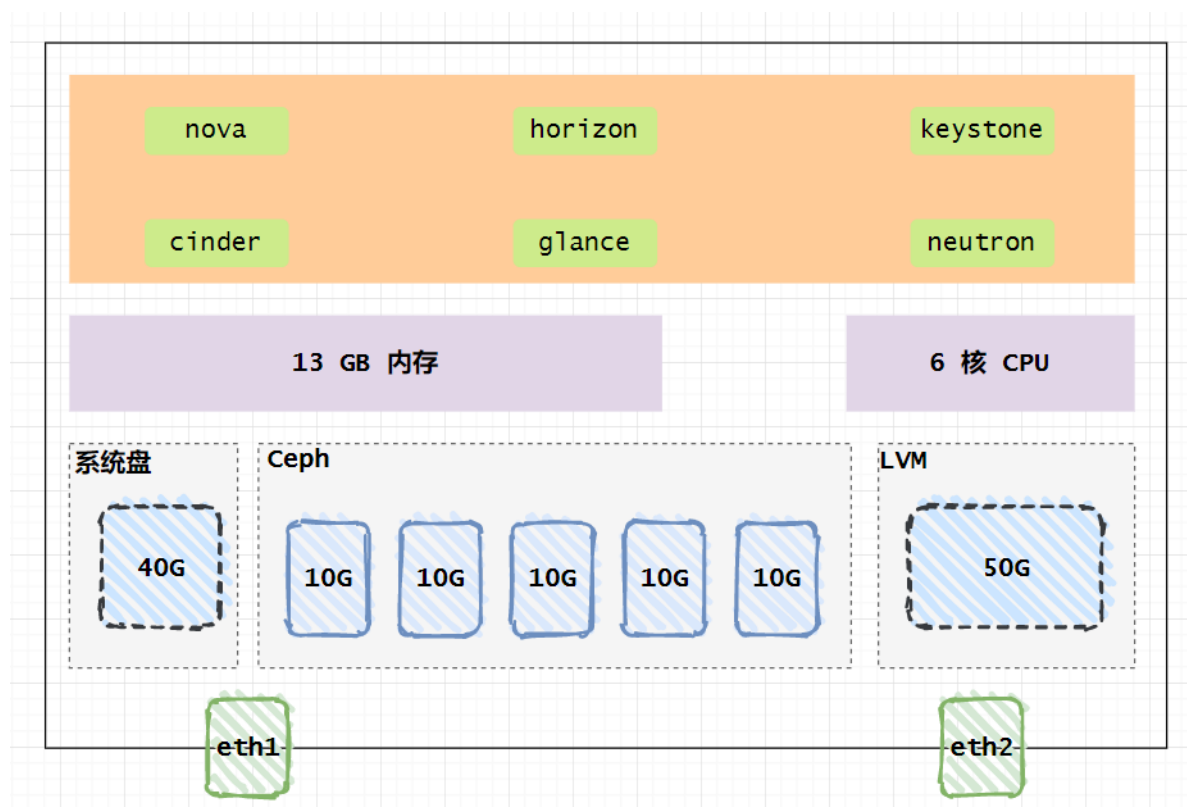 nova
horizon
keystone
cinder
glance
neutron
13 GB 内存
6 核 CPU
系统盘
Ceph
LVM
40G
10G
10G
10G
10G
10G
50G
eth1
eth2